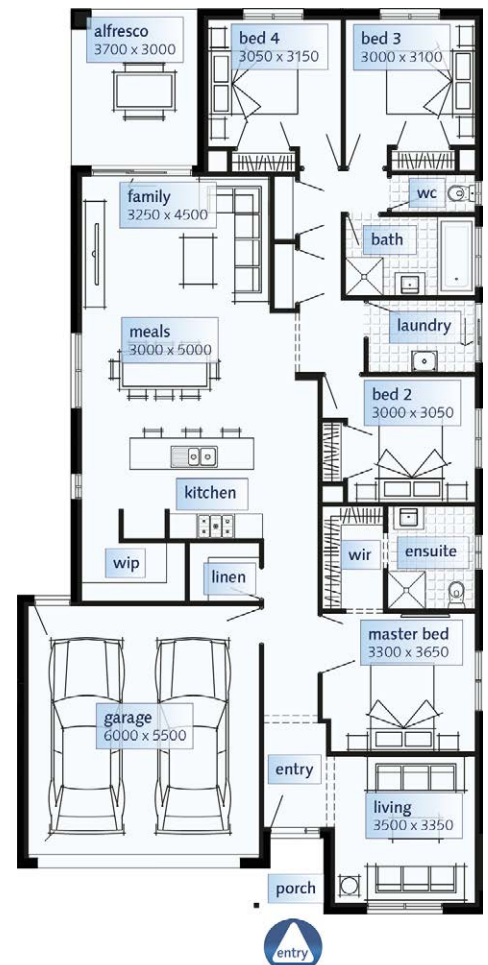 alfresco
3700 x 3000
bed 4
3050 x 3150
bed 3
3000 x 3100
wc
family
3250 x 4500
bath
meals
3000 x 5000
laundry
bed 2
3000 x 3050
kitchen
wip
linen
wir
ensuite
master bed
3300 x 3650
garage
6000 x 5500
entry
living
3500 x 3350
porch
entry